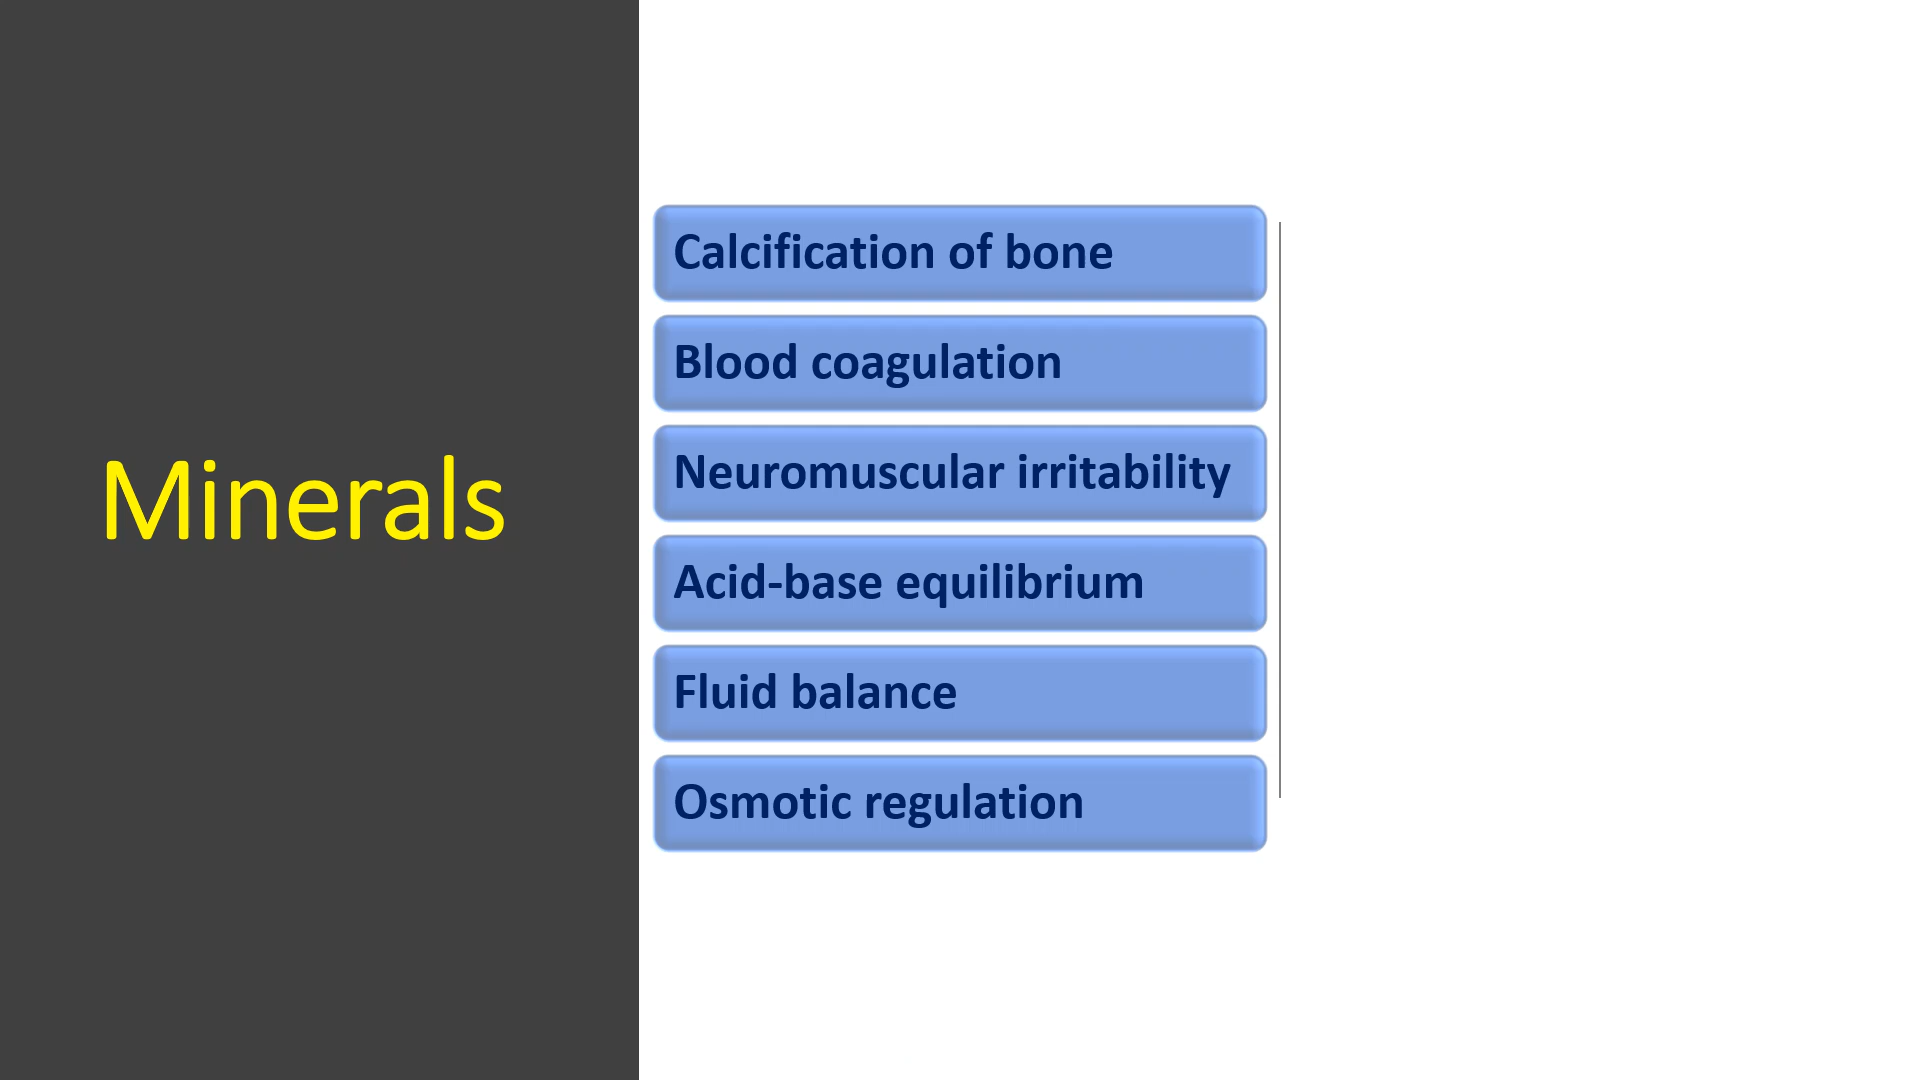 Minerals
Calcification of bone
Blood coagulation
Neuromuscular irritability
Acid-base equilibrium
Fluid balance
Osmotic regulation